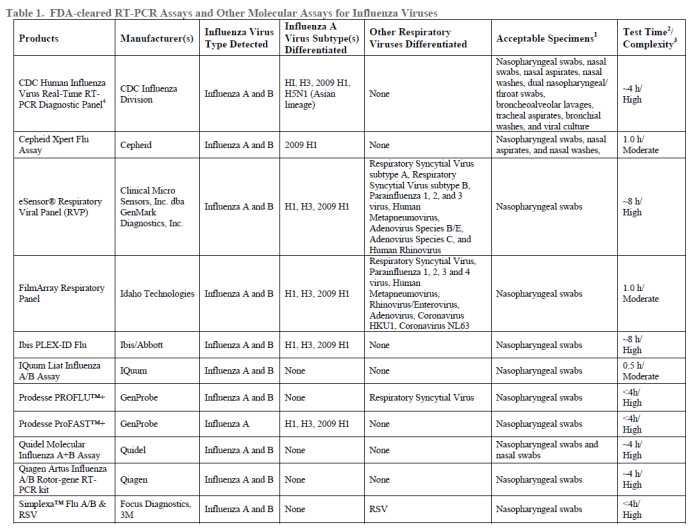 Table 1. FDA-cleared RT-PCR Assays and Other Molecular Assays for Influenza Viruses
Products
Manufacturer(s)
Influenza Virus
Type Detected
Influenza A
Virus Subtype(s)
Differentiated
Other Respiratory
Viruses Differentiated
Acceptable Specimens1
Test Time2/
Complexity3
CDC Human Influenza
Virus Real-Time RT-
PCR Diagnostic Panel4
CDC Influenza
Division
Influenza A and B
HI, H3, 2009 H1,
H5N1 (Asian
lineage)
None
Nasopharyngeal swabs, nasal
swabs, nasal aspirates, nasal
washes, dual nasopharyngeal/
throat swabs,
broncheoalveolar lavages,
tracheal aspirates, bronchial
washes, and viral culture
~4 h/
High
Cepheid Xpert Flu
Assay
Cepheid
Influenza A and B
2009 H1
None
Nasopharyngeal swabs, nasal
aspirates, and nasal washes,
1.0 h/
Moderate
eSensor® Respiratory
Viral Panel (RVP)
Clinical Micro
Sensors, Inc. dba
GenMark
Diagnostics, Inc.
Influenza A and B
H1, H3, 2009 H1
Respiratory Syncytial Virus
subtype A, Respiratory
Syncytial Virus subtype B,
Parainfluenza 1, 2, and 3
virus, Human
Metapneumovirus,
Adenovirus Species B/E,
Adenovirus Species C, and
Human Rhinovirus
Nasopharyngeal swabs
~8 h/
High
FilmArray Respiratory
Panel
Idaho Technologies
Influenza A and B
H1, H3, 2009 H1
Respiratory Syncytial Virus,
Parainfluenza 1, 2, 3 and 4
virus, Human
Metapneumovirus,
Rhinovirus/Enterovirus,
Adenovirus, Coronavirus
HKU1, Coronavirus NL63
Nasopharyngeal swabs
1.0 h/
Moderate
Ibis PLEX-ID Flu
Ibis/Abbott
Influenza A and B
H1, H3, 2009 H1
None
Nasopharyngeal swabs
~8 h/
High
IQuum Liat Influenza
A/B Assay
IQuum
Influenza A and B
None
None
Nasopharyngeal swabs
0.5 h/
Moderate
Prodesse PROFLU™+
GenProbe
Influenza A and B
None
Respiratory Syncytial Virus
Nasopharyngeal swabs
<4h/
High
Prodesse ProFAST™+
GenProbe
Influenza A
H1, H3, 2009 H1
None
Nasopharyngeal swabs
<4h/
High
Quidel Molecular
Influenza A+B Assay
Quidel
Influenza A and B
None
None
Nasopharyngeal swabs and
nasal swabs
~4 h/
High
Qiagen Artus Influenza
A/B Rotor-gene RT-
PCR kit
Qiagen
Influenza A and B
None
None
Nasopharyngeal swabs
~4 h/
High
Simplexa™ Flu A/B &
RSV
Focus Diagnostics,
3M
Influenza A and B
None
RSV
Nasopharyngeal swabs
<4h/
High